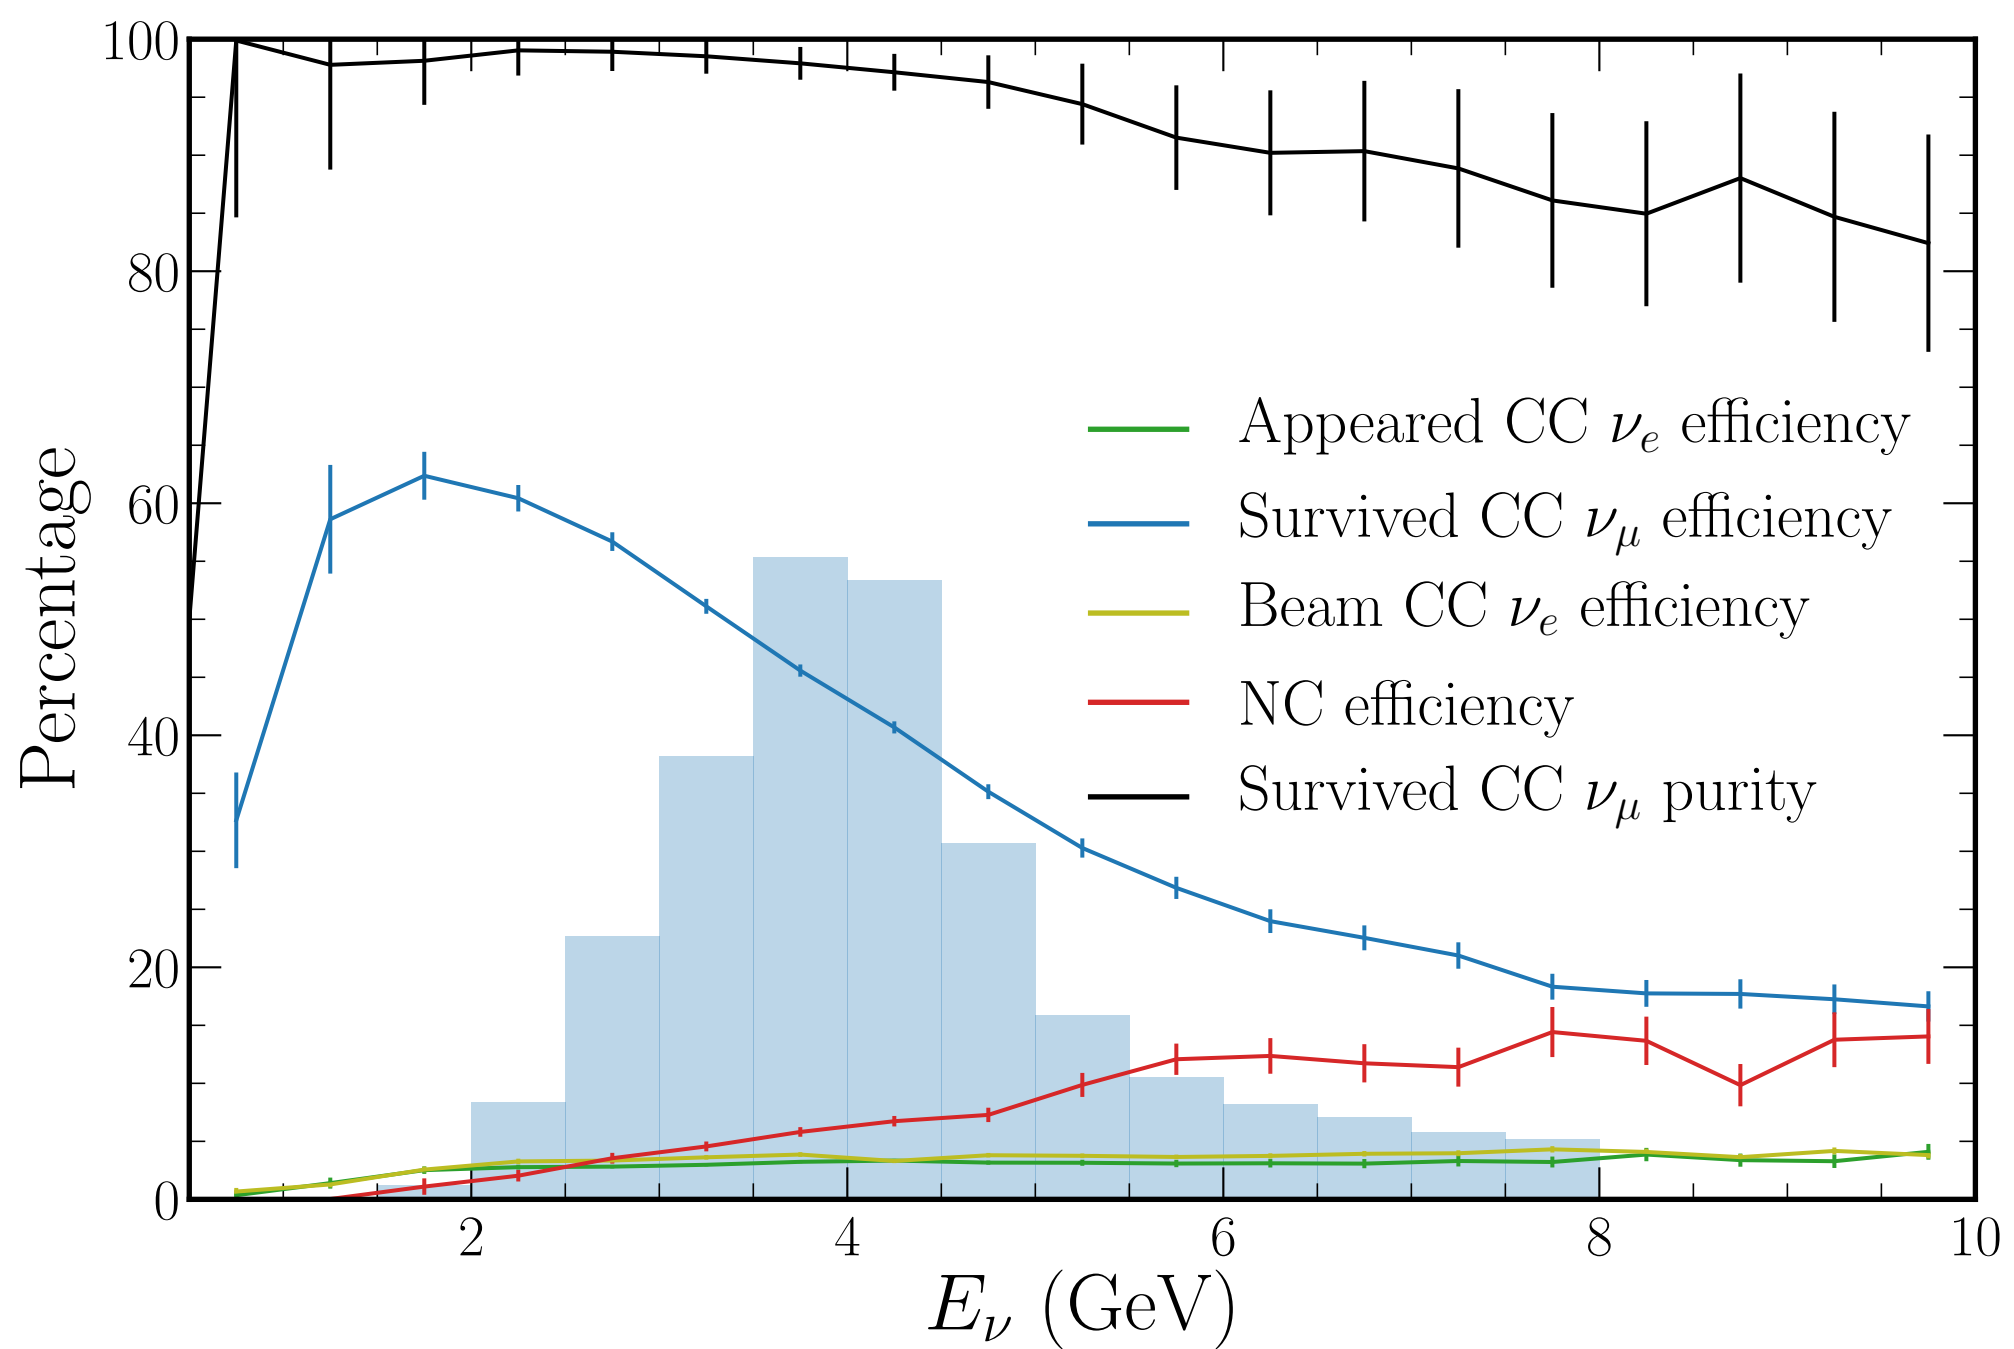 100
80
60
40
20
0
Percentage
Appeared CC νe efficiency
Survived CC νμ efficiency
Beam CC νe efficiency
NC efficiency
Survived CC νμ purity
2 4 6 8 10
Eν (GeV)